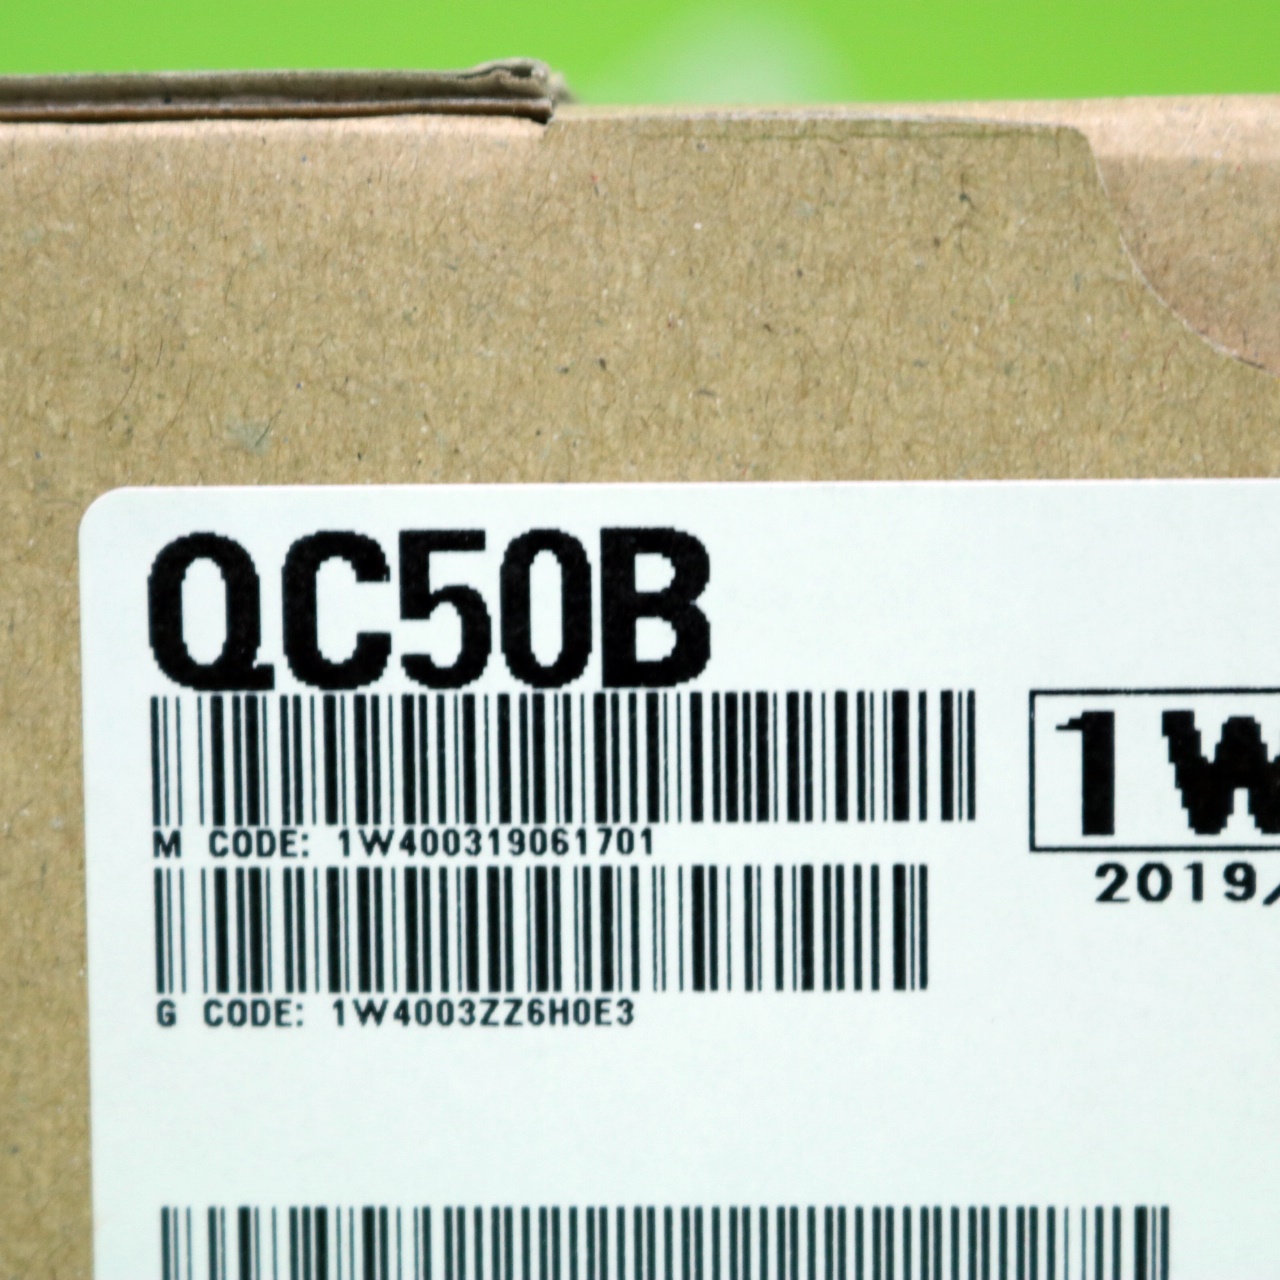 QC50B
1W
M CODE: 1W400319061701
2019/
G CODE: 1W4003ZZ6H0E3